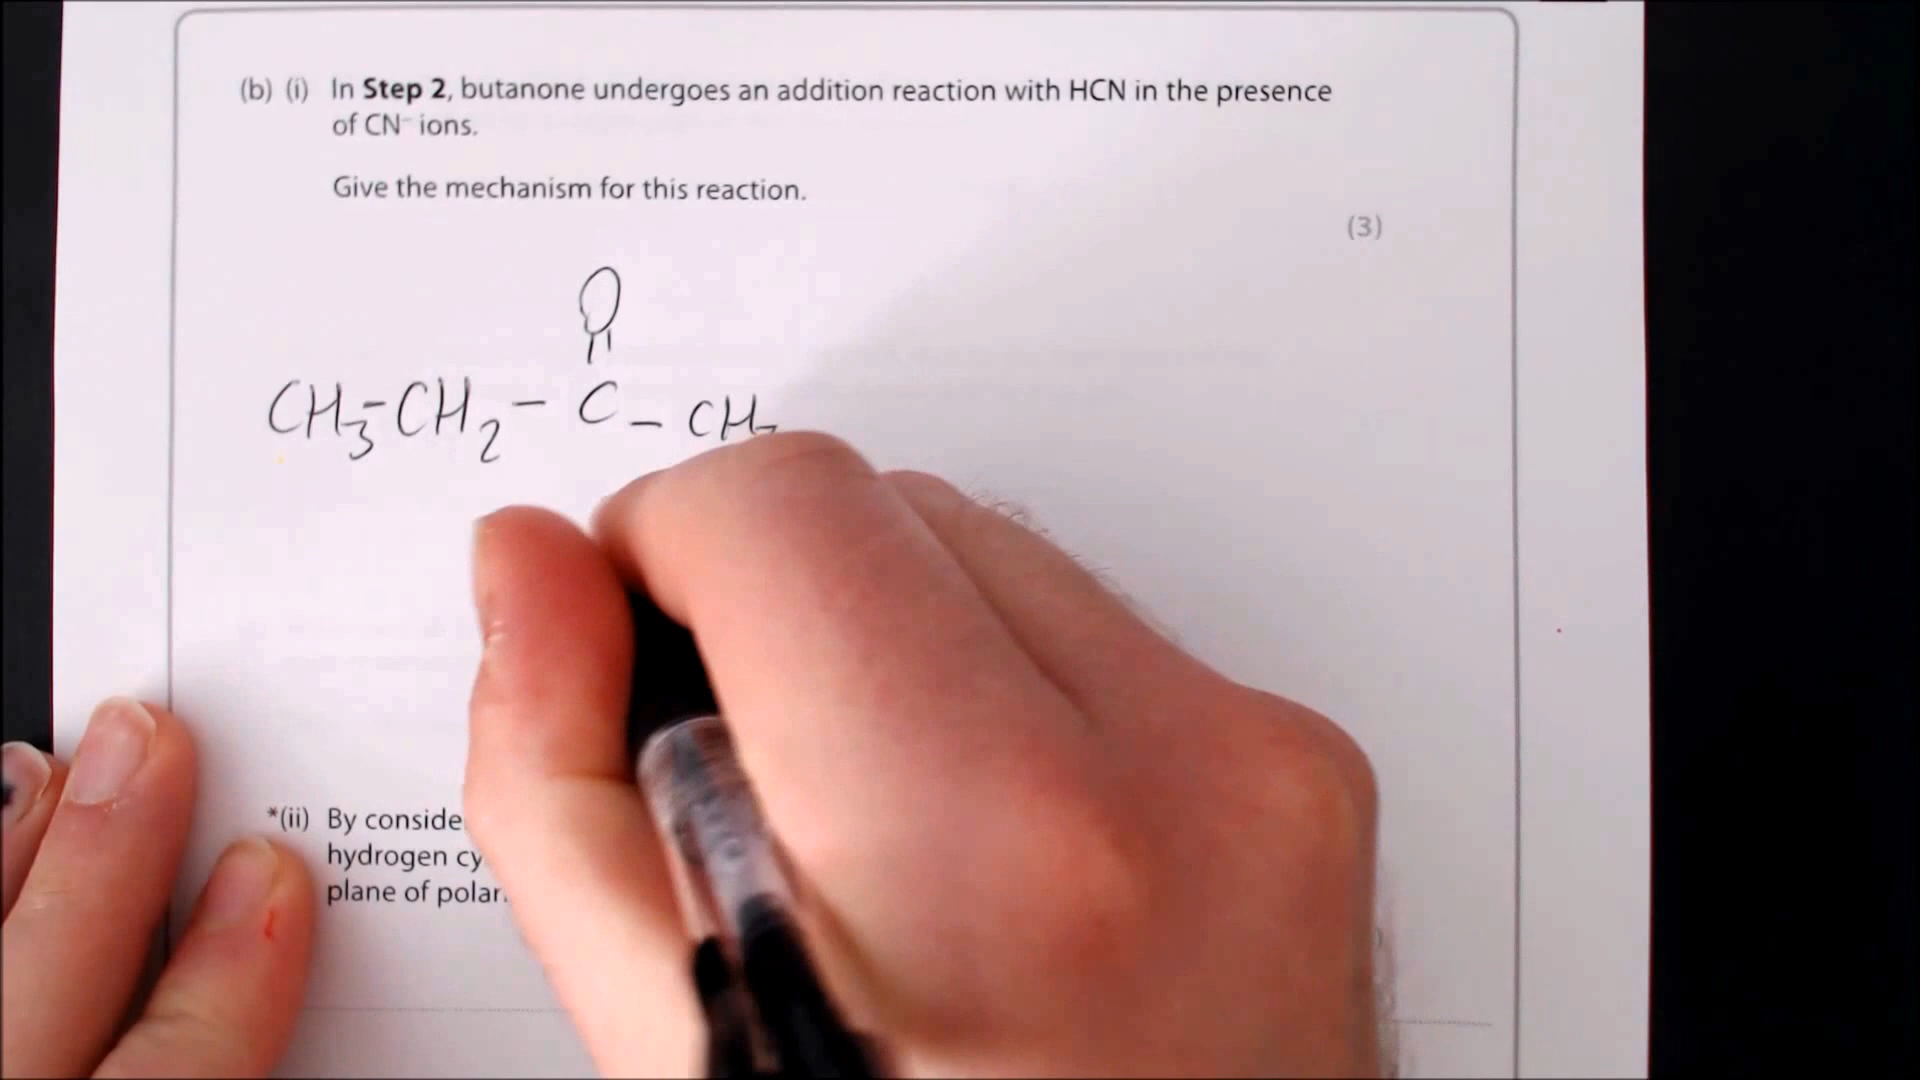 (b) (i) In Step 2, butanone undergoes an addition reaction with HCN in the presence
of CN⁻ ions.
Give the mechanism for this reaction.
(3)
O
CH₃-CH₂-C-CH
*(ii) By conside
hydrogen cy
plane of polar